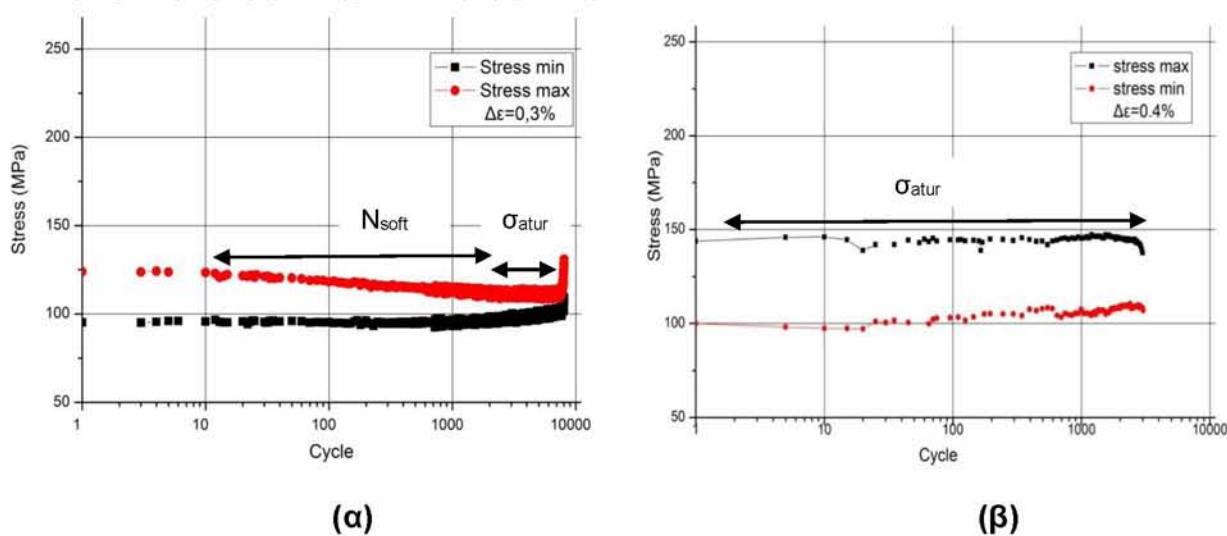 250
200
150
100
50
Stress (MPa)
1
10
100
1000
10000
Cycle
Stress min
Stress max
Δε=0,3%
Nsoft
σatur
(α)
250
200
150
100
50
Stress (MPa)
1
10
100
1000
10000
Cycle
stress max
stress min
Δε=0.4%
σatur
(β)